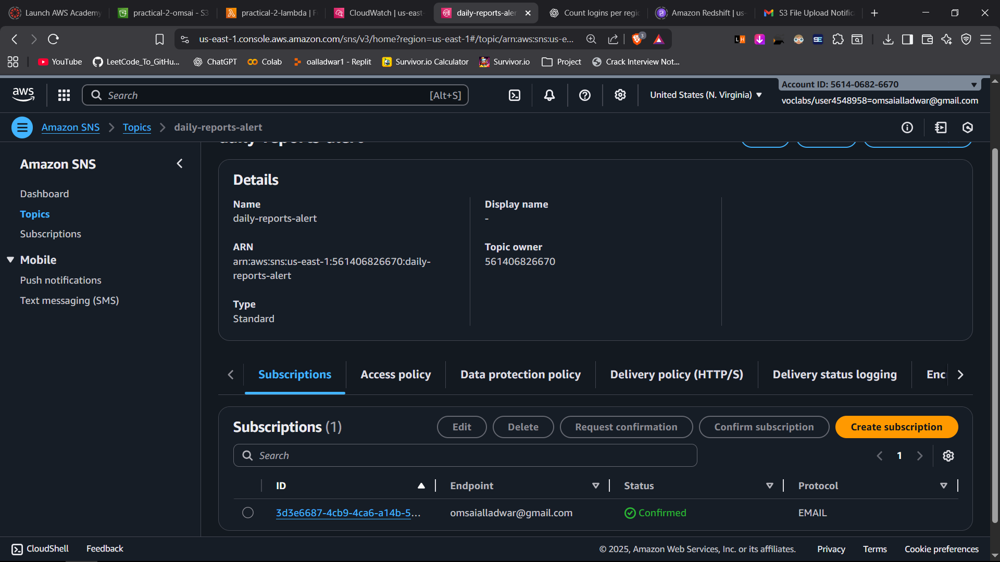 Launch AWS Academy
practical-2-omsai - S3
practical-2-lambda | F
CloudWatch | us-east-
daily-reports-aler
Count logins per regi
Amazon Redshift | us-
S3 File Upload Notific
us-east-1.console.aws.amazon.com/sns/v3/home?region=us-east-1#/topic/arn:aws:sns:us-e...
3
LH
SE
YouTube
LeetCode_To_GitHu...
ChatGPT
Colab
oalladwar1 - Replit
Survivor.io Calculator
Survivor.io
Project
Crack Interview Not...
aws
Search
[Alt+S]
United States (N. Virginia)
Account ID: 5614-0682-6670
voclabs/user4548958=omsaialladwar@gmail.com
Amazon SNS
Topics
daily-reports-alert
Amazon SNS
Dashboard
Topics
Subscriptions
Mobile
Push notifications
Text messaging (SMS)
daily-reports-alert
Details
Name
daily-reports-alert
ARN
arn:aws:sns:us-east-1:561406826670:daily-
reports-alert
Type
Standard
Display name
-
Topic owner
561406826670
Subscriptions
Access policy
Data protection policy
Delivery policy (HTTP/S)
Delivery status logging
Enc
Subscriptions (1)
Edit
Delete
Request confirmation
Confirm subscription
Create subscription
Search
1
ID
Endpoint
Status
Protocol
3d3e6687-4cb9-4ca6-a14b-5...
omsaialladwar@gmail.com
Confirmed
EMAIL
CloudShell
Feedback
© 2025, Amazon Web Services, Inc. or its affiliates.
Privacy
Terms
Cookie preferences